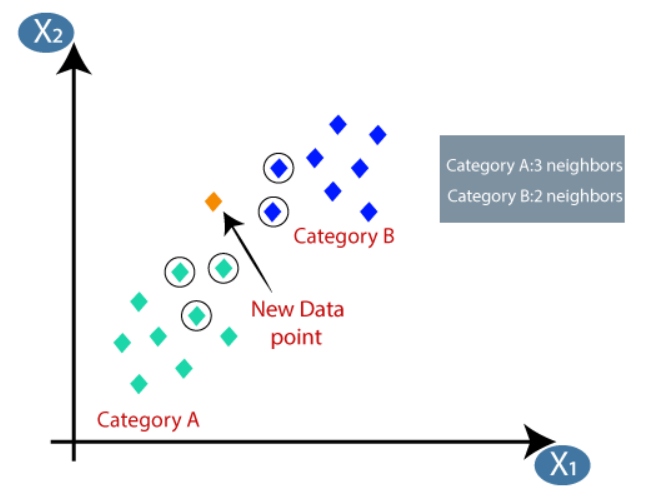 X2
Category A:3 neighbors
Category B:2 neighbors
Category B
New Data
point
Category A
X1